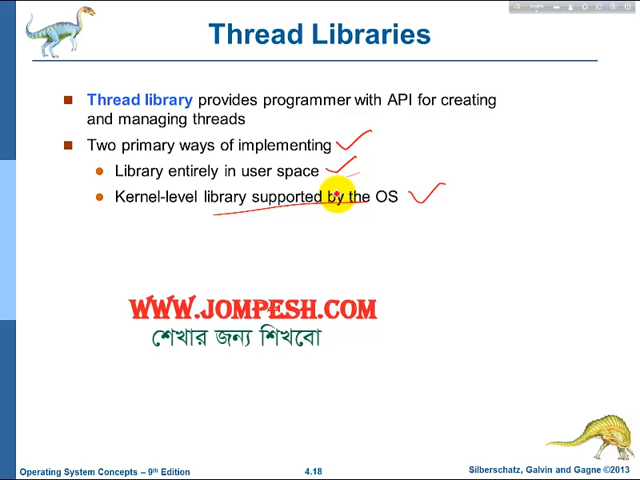 English
Thread Libraries
Thread library provides programmer with API for creating
and managing threads
Two primary ways of implementing
Library entirely in user space
Kernel-level library supported by the OS
WWW.JOMPESH.COM
শেখার জন্য শিখবো
Operating System Concepts – 9th Edition
4.18
Silberschatz, Galvin and Gagne ©2013